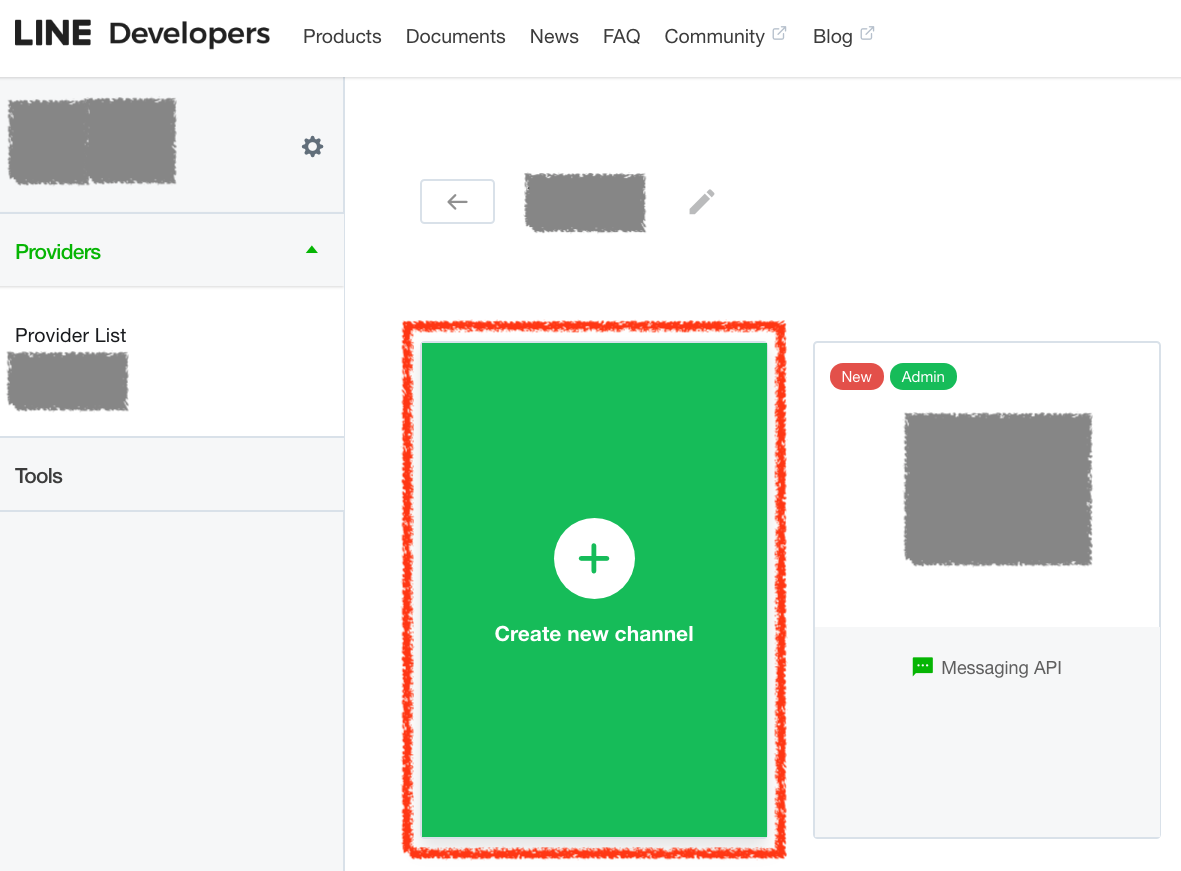 LINE Developers Products Documents News FAQ Community Blog
Providers
Provider List
Tools
Create new channel
New Admin
Messaging API